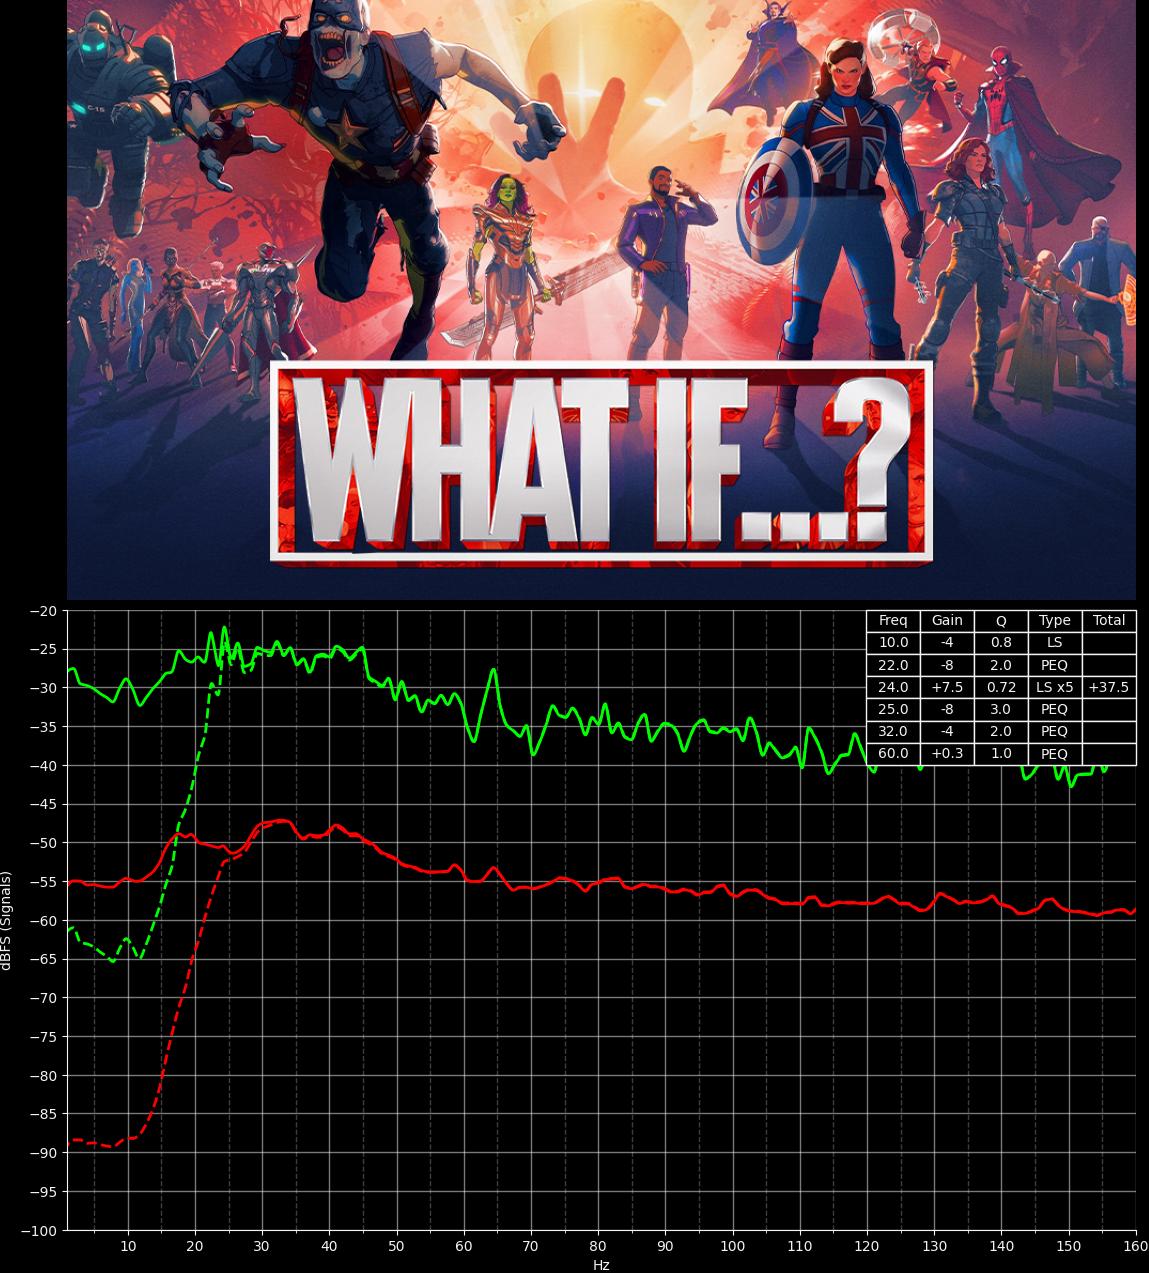 C-15
WHAT IF...?
Freq Gain Q Type Total
10.0 -4 0.8 LS
22.0 -8 2.0 PEQ
24.0 +7.5 0.72 LS x5 +37.5
25.0 -8 3.0 PEQ
32.0 -4 2.0 PEQ
60.0 +0.3 1.0 PEQ
−20
−25
−30
−35
−40
−45
−50
−55
−60
−65
−70
−75
−80
−85
−90
−95
−100
dBFS (Signals)
10 20 30 40 50 60 70 80 90 100 110 120 130 140 150 160
Hz